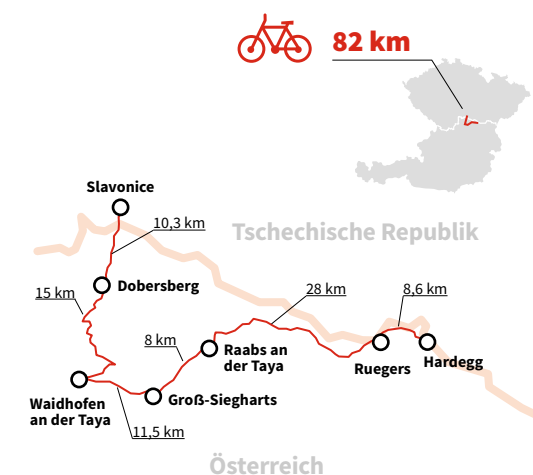 82 km
Slavonice
10,3 km
Tschechische Republik
Dobersberg
15 km
28 km
8,6 km
8 km
Raabs an
der Taya
Ruegers
Hardegg
Waidhofen
an der Taya
Groß-Siegharts
11,5 km
Österreich